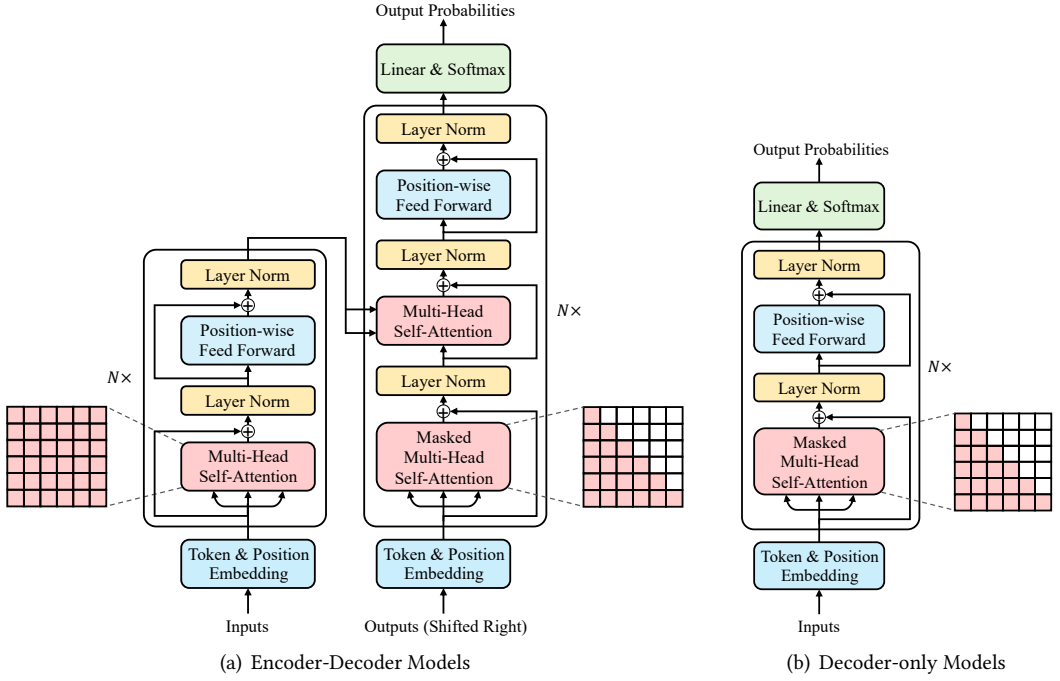 Output Probabilities
Linear & Softmax
Layer Norm
Position-wise
Feed Forward
Layer Norm
Multi-Head
Self-Attention
N×
Layer Norm
Masked
Multi-Head
Self-Attention
Token & Position
Embedding
Outputs (Shifted Right)
Layer Norm
Position-wise
Feed Forward
N×
Layer Norm
Multi-Head
Self-Attention
Token & Position
Embedding
Inputs
(a) Encoder-Decoder Models
Output Probabilities
Linear & Softmax
Layer Norm
Position-wise
Feed Forward
N×
Layer Norm
Masked
Multi-Head
Self-Attention
Token & Position
Embedding
Inputs
(b) Decoder-only Models